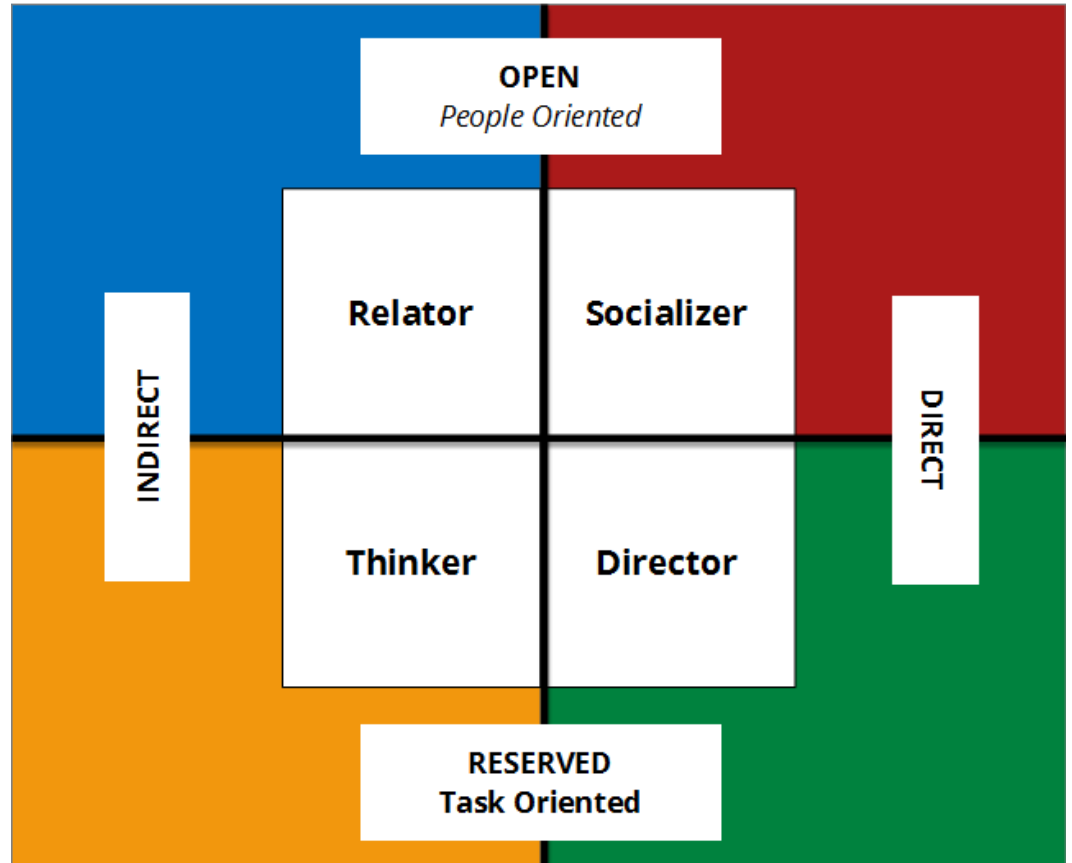 OPEN
People Oriented
Relator
Socializer
INDIRECT
DIRECT
Thinker
Director
RESERVED
Task Oriented